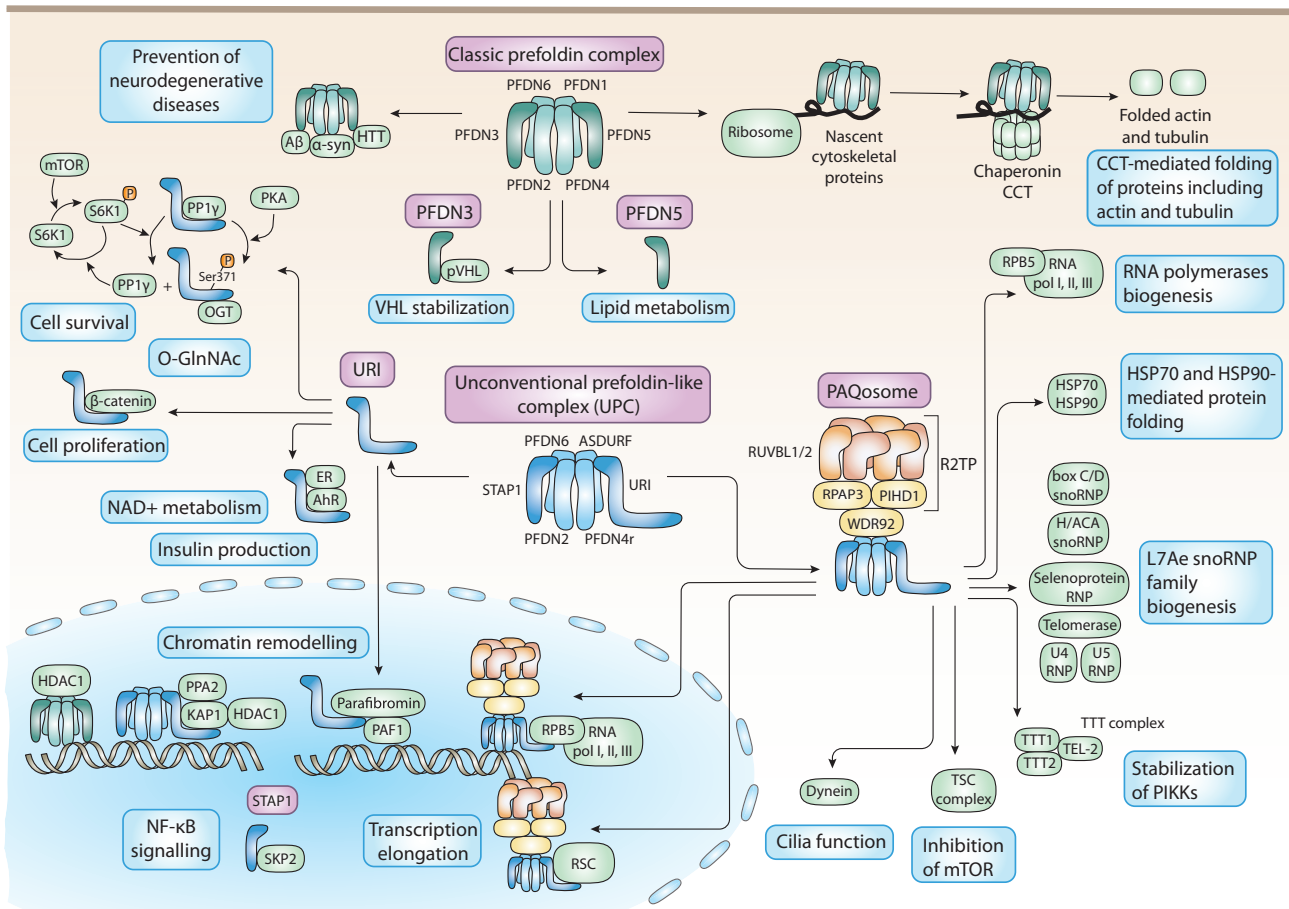 Prevention of
neurodegenerative
diseases
Classic prefoldin complex
PFDN6 PFDN1
PFDN3
PFDN5
PFDN2 PFDN4
Aβ
α-syn
HTT
Ribosome
Nascent
cytoskeletal
proteins
Chaperonin
CCT
Folded actin
and tubulin
CCT-mediated folding
of proteins including
actin and tubulin
mTOR
S6K1
S6K1
P
PP1γ
PKA
PP1γ
+
Ser371
P
OGT
Cell survival
O-GlnNAc
PFDN3
pVHL
VHL stabilization
PFDN5
Lipid metabolism
RPB5
RNA
pol I, II, III
RNA polymerases
biogenesis
URI
β-catenin
Cell proliferation
ER
AhR
NAD+ metabolism
Insulin production
Unconventional prefoldin-like
complex (UPC)
PFDN6 ASDURF
STAP1
URI
PFDN2 PFDN4r
PAQosome
RUVBL1/2
R2TP
RPAP3
PIHD1
WDR92
HSP70
HSP90
HSP70 and HSP90-
mediated protein
folding
box C/D
snoRNP
H/ACA
snoRNP
Selenoprotein
RNP
Telomerase
U4
RNP
U5
RNP
L7Ae snoRNP
family
biogenesis
Chromatin remodelling
HDAC1
PPA2
KAP1
HDAC1
Parafibromin
PAF1
RPB5
RNA
pol I, II, III
TTT complex
TTT1
TTT2
TEL-2
Stabilization
of PIKKs
Dynein
Cilia function
TSC
complex
Inhibition
of mTOR
NF-κB
signalling
STAP1
SKP2
Transcription
elongation
RSC